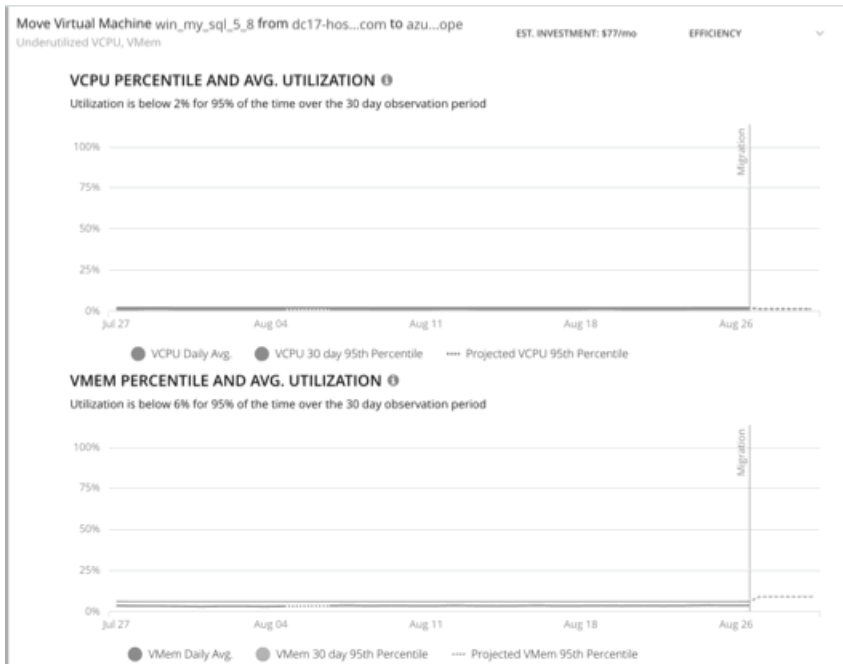 Move Virtual Machine win_my_sql_5_8 from dc17-hos...com to azu...ope
EST. INVESTMENT: $77/mo
EFFICIENCY
Underutilized VCPU, VMem
VCPU PERCENTILE AND AVG. UTILIZATION
Utilization is below 2% for 95% of the time over the 30 day observation period
100%
75%
50%
25%
0%
Migration
Jul 27
Aug 04
Aug 11
Aug 18
Aug 26
VCPU Daily Avg.
VCPU 30 day 95th Percentile
Projected VCPU 95th Percentile
VMEM PERCENTILE AND AVG. UTILIZATION
Utilization is below 6% for 95% of the time over the 30 day observation period
100%
75%
50%
25%
0%
Migration
Jul 27
Aug 04
Aug 11
Aug 18
Aug 26
VMem Daily Avg.
VMem 30 day 95th Percentile
Projected VMem 95th Percentile